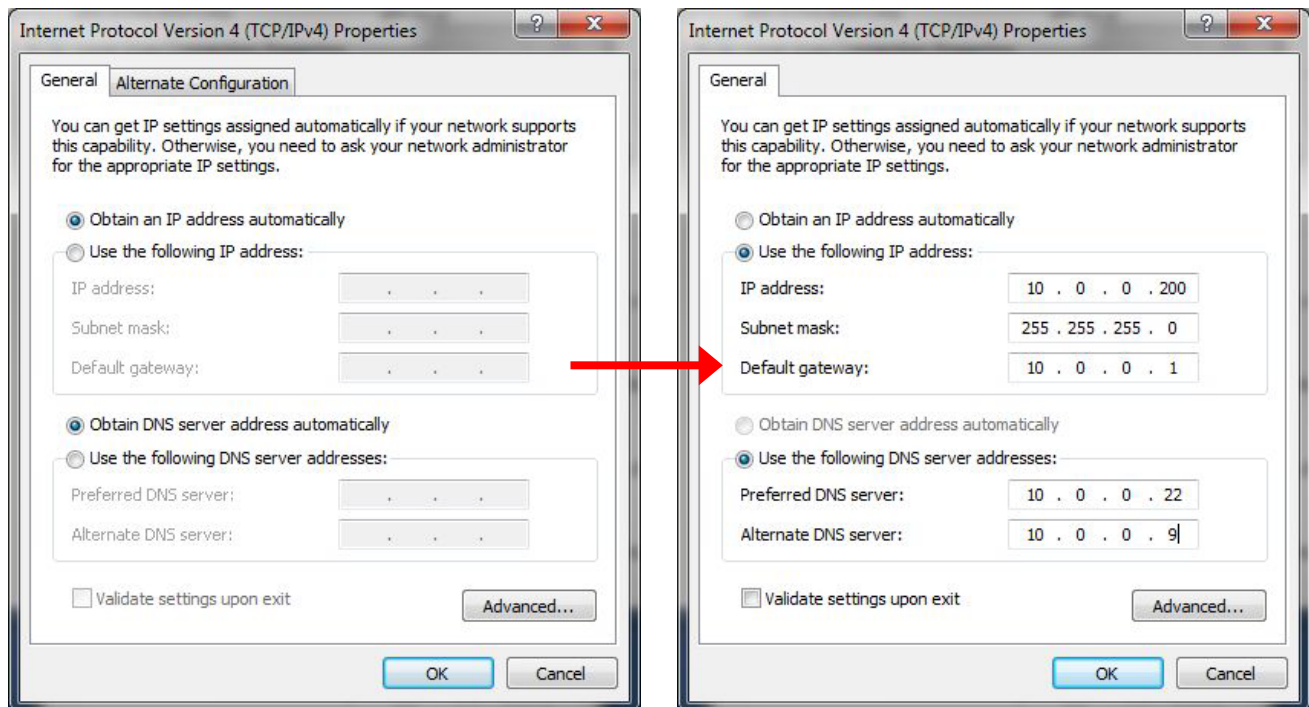 Internet Protocol Version 4 (TCP/IPv4) Properties
General
Alternate Configuration
You can get IP settings assigned automatically if your network supports
this capability. Otherwise, you need to ask your network administrator
for the appropriate IP settings.
Obtain an IP address automatically
Use the following IP address:
IP address: . . .
Subnet mask: . . .
Default gateway: . . .
Obtain DNS server address automatically
Use the following DNS server addresses:
Preferred DNS server: . . .
Alternate DNS server: . . .
Validate settings upon exit
Advanced...
OK
Cancel
Internet Protocol Version 4 (TCP/IPv4) Properties
General
You can get IP settings assigned automatically if your network supports
this capability. Otherwise, you need to ask your network administrator
for the appropriate IP settings.
Obtain an IP address automatically
Use the following IP address:
IP address: 10 . 0 . 0 . 200
Subnet mask: 255 . 255 . 255 . 0
Default gateway: 10 . 0 . 0 . 1
Obtain DNS server address automatically
Use the following DNS server addresses:
Preferred DNS server: 10 . 0 . 0 . 22
Alternate DNS server: 10 . 0 . 0 . 9
Validate settings upon exit
Advanced...
OK
Cancel